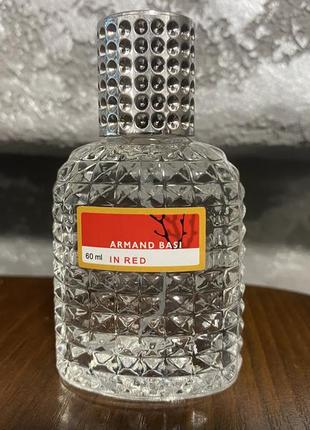 ARMAND BASI
60 ml IN RED